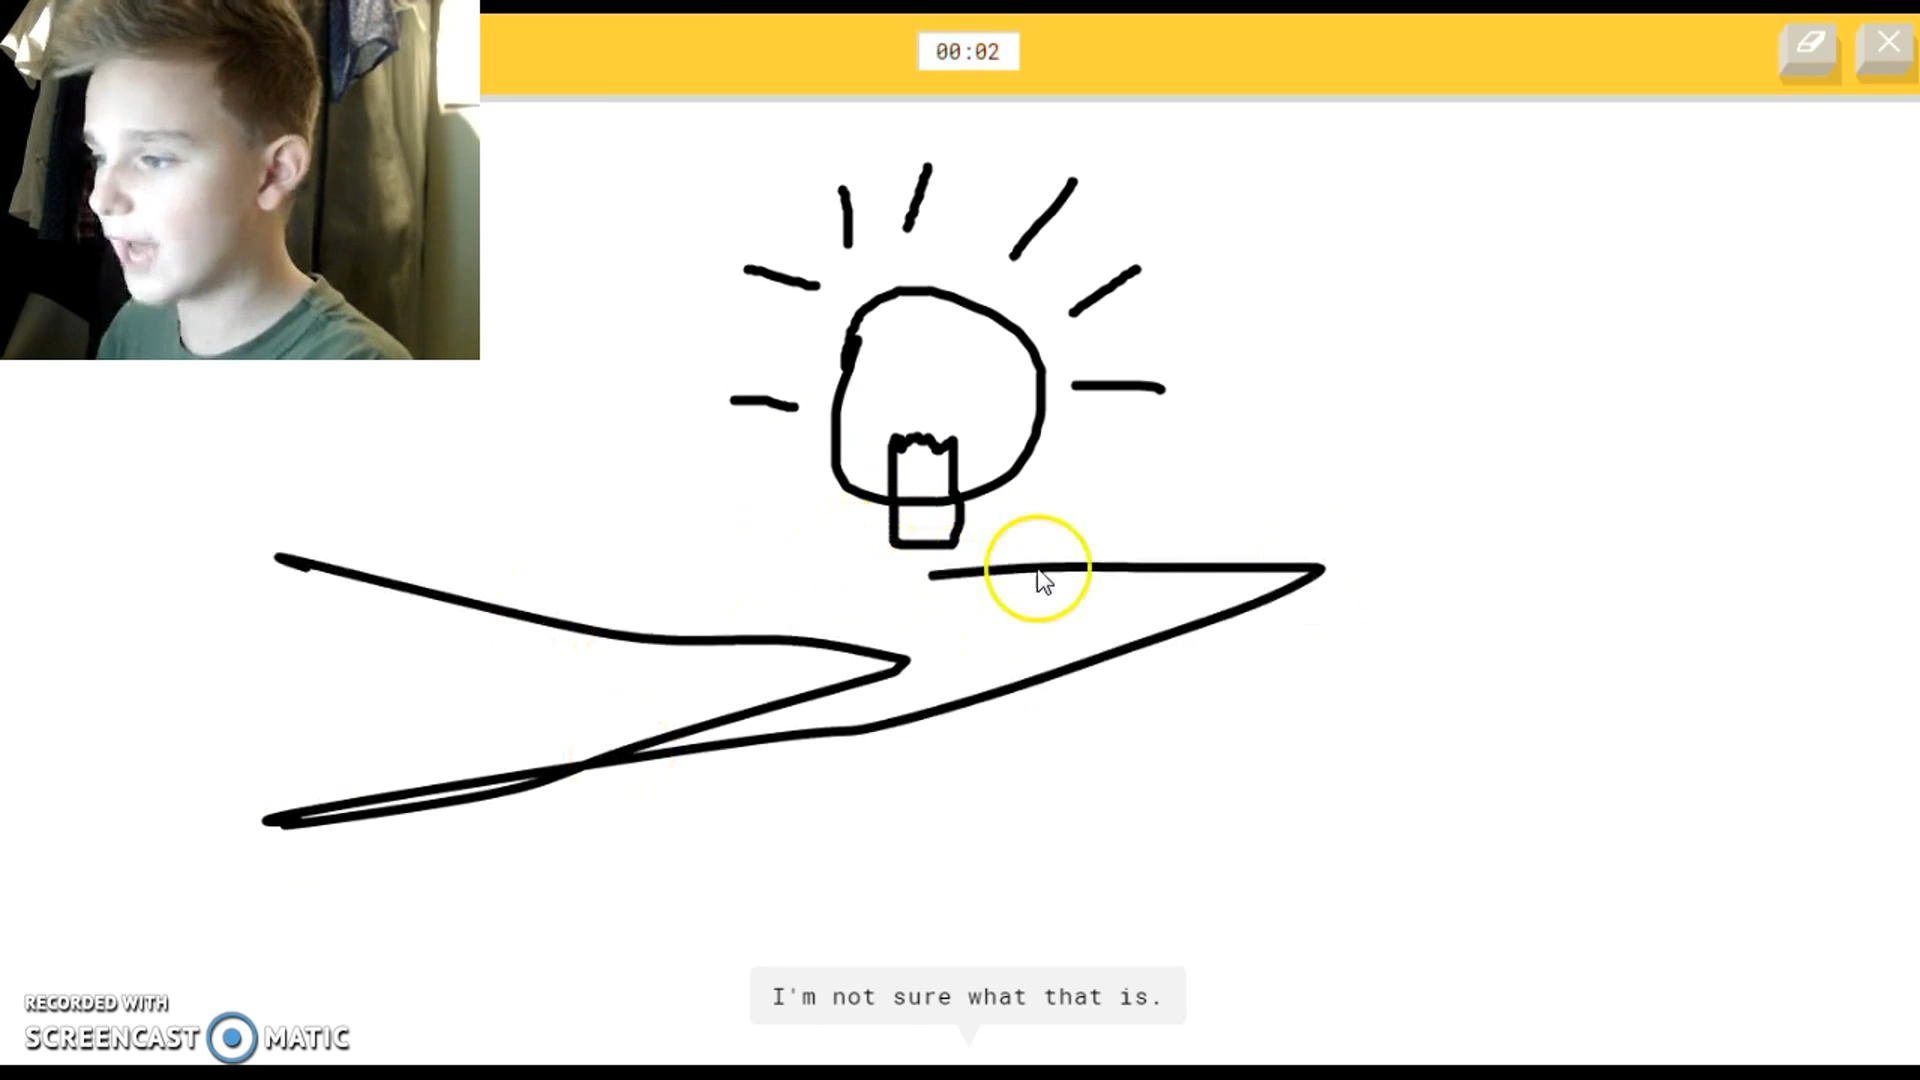 00:02
I'm not sure what that is.
RECORDED WITH
SCREENCAST MATIC